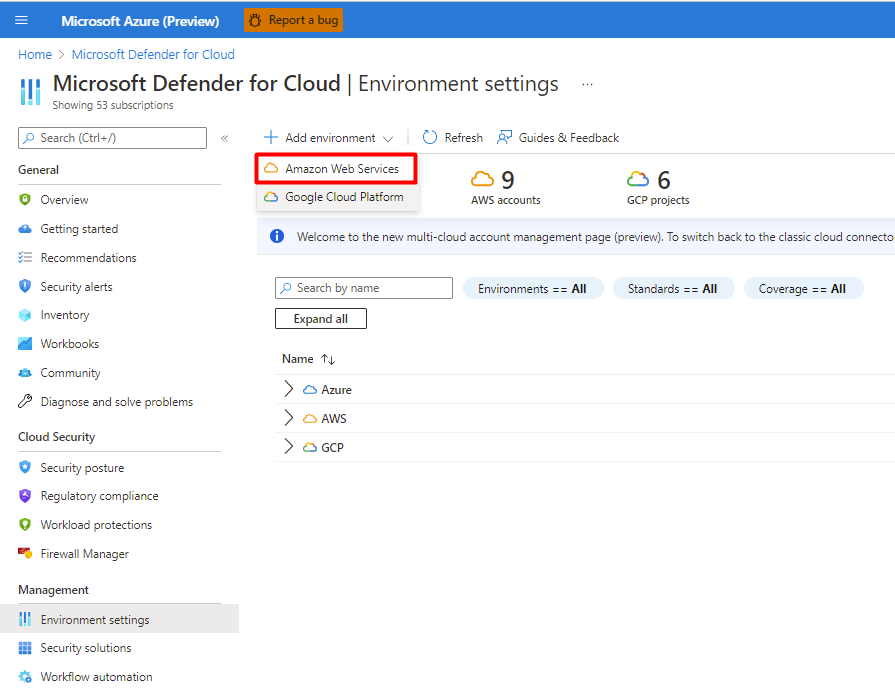 Microsoft Azure (Preview) Report a bug
Home > Microsoft Defender for Cloud
Microsoft Defender for Cloud | Environment settings ...
Showing 53 subscriptions
Search (Ctrl+/) «
General
Overview
Getting started
Recommendations
Security alerts
Inventory
Workbooks
Community
Diagnose and solve problems
Cloud Security
Security posture
Regulatory compliance
Workload protections
Firewall Manager
Management
Environment settings
Security solutions
Workflow automation
Add environment Refresh Guides & Feedback
Amazon Web Services
Google Cloud Platform
9
AWS accounts
6
GCP projects
Welcome to the new multi-cloud account management page (preview). To switch back to the classic cloud connecto
Search by name Environments == All Standards == All Coverage == All
Expand all
Name ↑↓
Azure
AWS
GCP